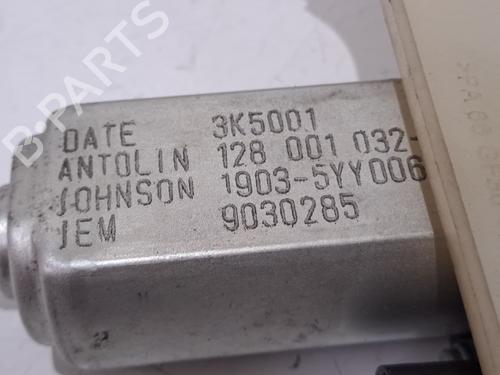 B-PARTS
DATE 3K5001
ANTOLIN 128 001 032-
JOHNSON 1903-5YY006
JEM 9030285